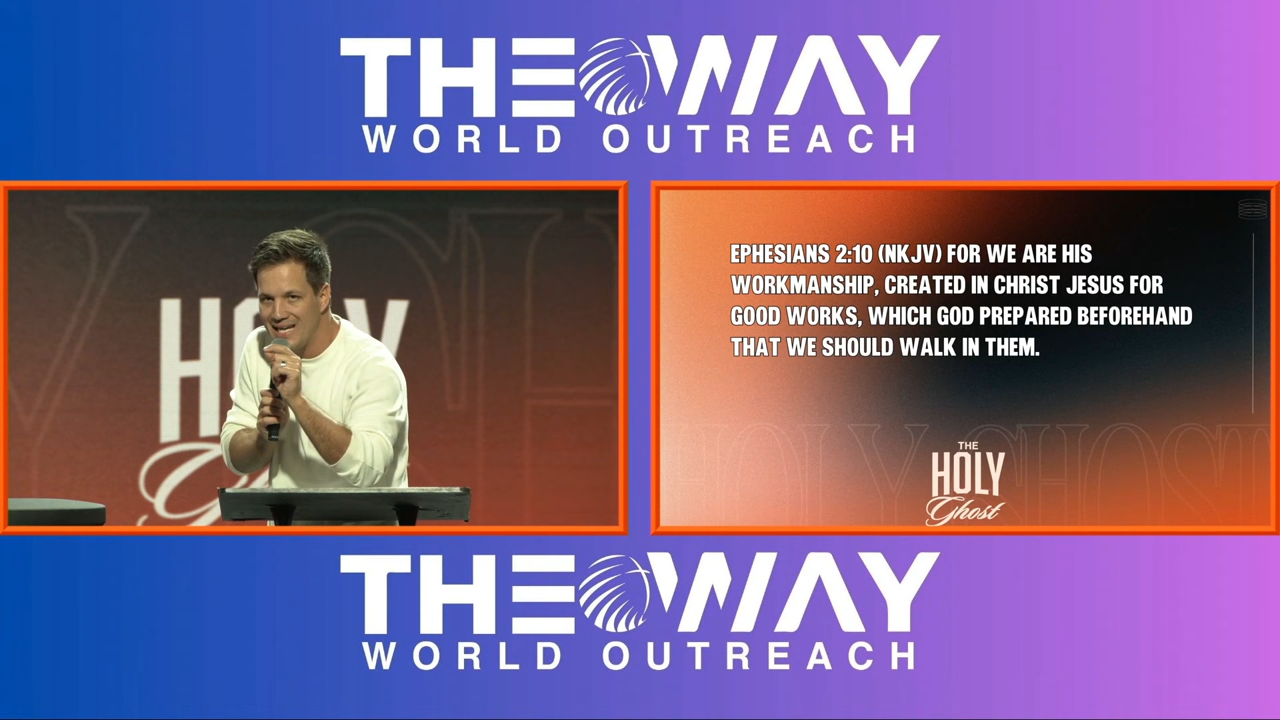 THE WAY
WORLD OUTREACH
HOLY
EPHESIANS 2:10 (NKJV) FOR WE ARE HIS
WORKMANSHIP, CREATED IN CHRIST JESUS FOR
GOOD WORKS, WHICH GOD PREPARED BEFOREHAND
THAT WE SHOULD WALK IN THEM.
HOLY GHOST
THE
HOLY
Ghost
THE WAY
WORLD OUTREACH